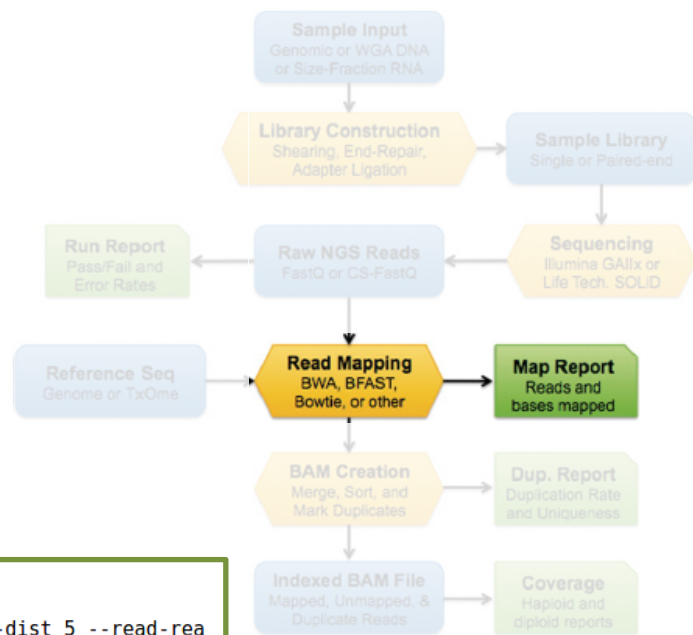 Sample Input
Genomic or WGA DNA
or Size-Fraction RNA
Library Construction
Shearing, End-Repair,
Adapter Ligation
Sample Library
Single or Paired-end
Run Report
Pass/Fail and
Error Rates
Raw NGS Reads
FastQ or CS-FastQ
Sequencing
Illumina GAIIx or
Life Tech. SOLiD
Reference Seq
Genome or TxOme
Read Mapping
BWA, BFAST,
Bowtie, or other
Map Report
Reads and
bases mapped
BAM Creation
Merge, Sort, and
Mark Duplicates
Dup. Report
Duplication Rate
and Uniqueness
Indexed BAM File
Mapped, Unmapped, &
Duplicate Reads
Coverage
Haploid and
diploid reports
-dist 5 --read-rea